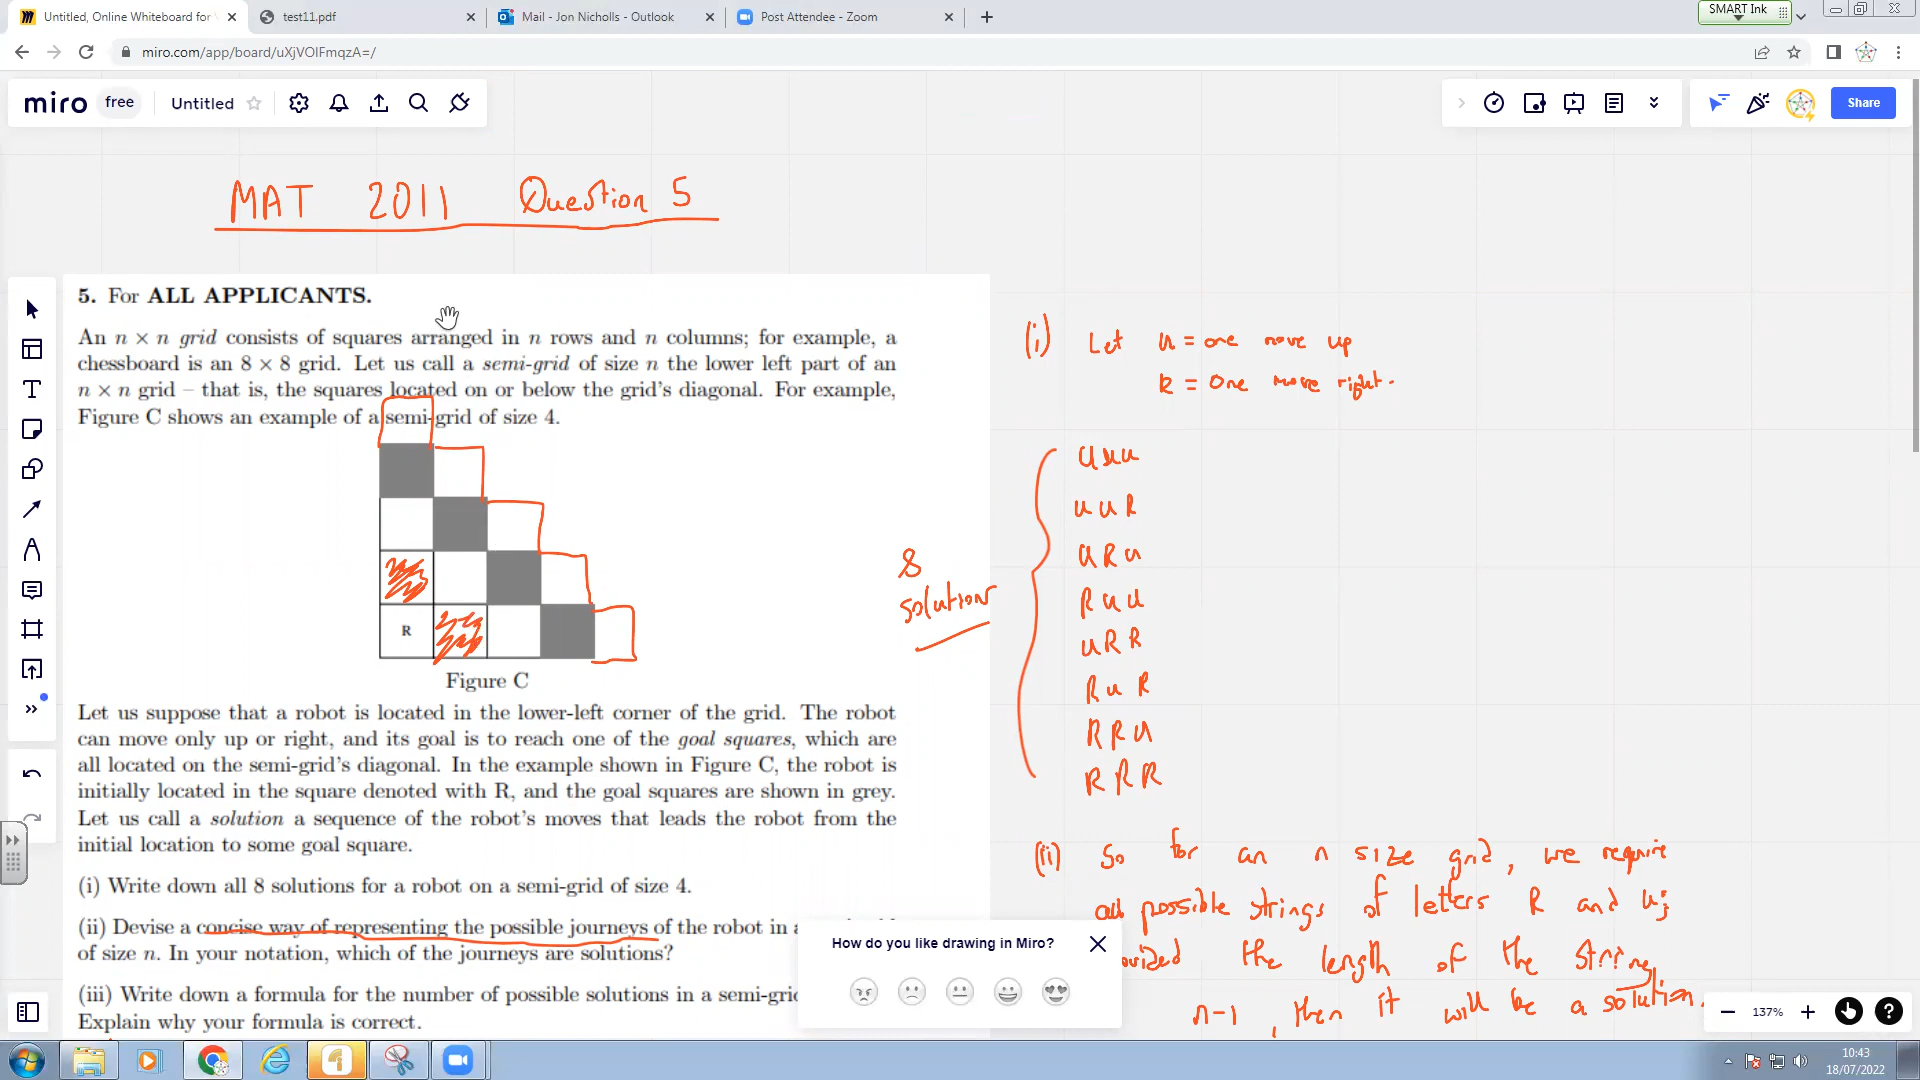 Untitled, Online Whiteboard for
test11.pdf
Mail - Jon Nicholls - Outlook
Post Attendee - Zoom
SMART Ink
miro.com/app/board/uXjVOlFmqzA=/
miro free Untitled
Share
MAT 2011 Question 5
5. For ALL APPLICANTS.
An n × n grid consists of squares arranged in n rows and n columns; for example, a
chessboard is an 8 × 8 grid. Let us call a semi-grid of size n the lower left part of an
n × n grid – that is, the squares located on or below the grid's diagonal. For example,
Figure C shows an example of a semi-grid of size 4.
R
Figure C
Let us suppose that a robot is located in the lower-left corner of the grid. The robot
can move only up or right, and its goal is to reach one of the goal squares, which are
all located on the semi-grid's diagonal. In the example shown in Figure C, the robot is
initially located in the square denoted with R, and the goal squares are shown in grey.
Let us call a solution a sequence of the robot's moves that leads the robot from the
initial location to some goal square.
(i) Write down all 8 solutions for a robot on a semi-grid of size 4.
(ii) Devise a concise way of representing the possible journeys of the robot in a
of size n. In your notation, which of the journeys are solutions?
(iii) Write down a formula for the number of possible solutions in a semi-grid
Explain why your formula is correct.
(i) Let u = one move up
R = one move right.
8
solutions
u u u
u u R
u R u
R u u
u R R
R u R
R R u
R R R
(ii) So for an n size grid, we require
all possible strings of letters R and u;
the length of the string
n-1, then it will be a solution.
How do you like drawing in Miro?
137%
10:43
18/07/2022